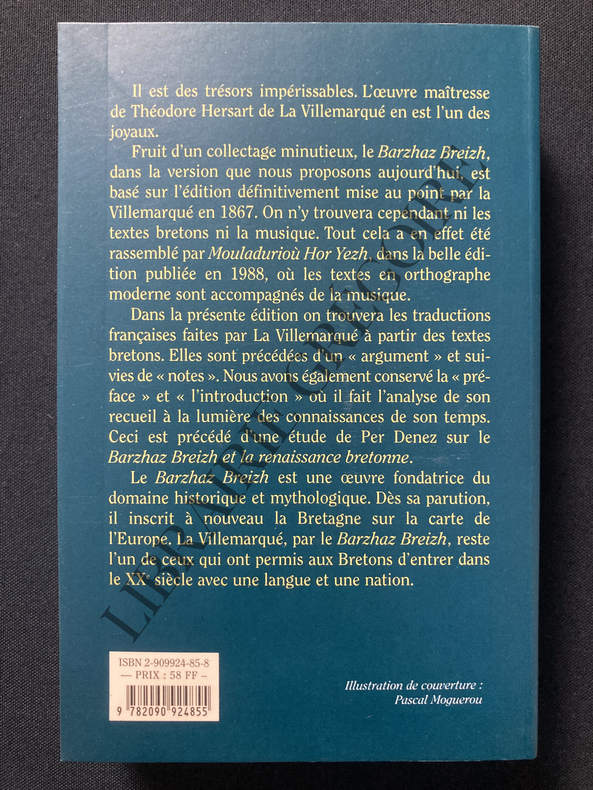 Il est des trésors impérissables. L'œuvre maîtresse
de Théodore Hersart de La Villemarqué en est l'un des
joyaux.
Fruit d'un collectage minutieux, le Barzhaz Breizh,
dans la version que nous proposons aujourd'hui, est
basé sur l'édition définitivement mise au point par la
Villemarqué en 1867. On n'y trouvera cependant ni les
textes bretons ni la musique. Tout cela a en effet été
rassemblé par Mouladurioù Hor Yezh, dans la belle édi-
tion publiée en 1988, où les textes en orthographe
moderne sont accompagnés de la musique.
Dans la présente édition on trouvera les traductions
françaises faites par La Villemarqué à partir des textes
bretons. Elles sont précédées d'un « argument » et sui-
vies de « notes ». Nous avons également conservé la « pré-
face » et « l'introduction » où il fait l'analyse de son
recueil à la lumière des connaissances de son temps.
Ceci est précédé d'une étude de Per Denez sur le
Barzhaz Breizh et la renaissance bretonne.
Le Barzhaz Breizh est une œuvre fondatrice du
domaine historique et mythologique. Dès sa parution,
il inscrit à nouveau la Bretagne sur la carte de
l'Europe. La Villemarqué, par le Barzhaz Breizh, reste
l'un de ceux qui ont permis aux Bretons d'entrer dans
le XXe siècle avec une langue et une nation.
LIBRAIRIE GRÉGOIRE
ISBN 2-909924-85-8
— PRIX : 58 FF –
9 782090 924855
Illustration de couverture :
Pascal Moguerou